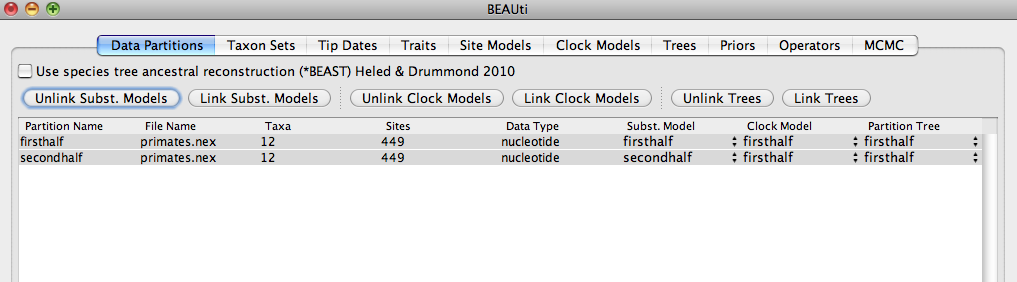 BEAUti
Data Partitions Taxon Sets Tip Dates Traits Site Models Clock Models Trees Priors Operators MCMC
Use species tree ancestral reconstruction (*BEAST) Heled & Drummond 2010
Unlink Subst. Models Link Subst. Models Unlink Clock Models Link Clock Models Unlink Trees Link Trees
Partition Name File Name Taxa Sites Data Type Subst. Model Clock Model Partition Tree
firsthalf primates.nex 12 449 nucleotide firsthalf firsthalf firsthalf
secondhalf primates.nex 12 449 nucleotide secondhalf firsthalf firsthalf